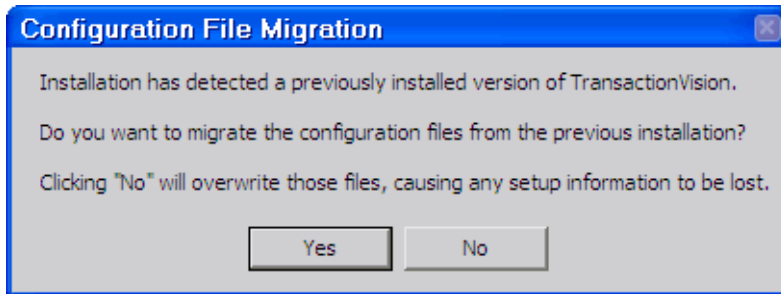 Configuration File Migration
Installation has detected a previously installed version of TransactionVision.
Do you want to migrate the configuration files from the previous installation?
Clicking "No" will overwrite those files, causing any setup information to be lost.
Yes No